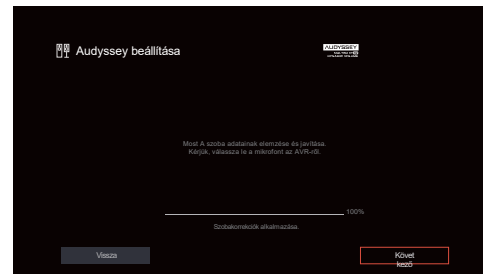 Audyssey beállítása
AUDYSSEY
Most A szoba adatainak elemzése és javítása.
Kérjük, válassza le a mikrofont az AVR-ről.
100%
Szobakorrekciók alkalmazása.
Vissza
Követ
kező